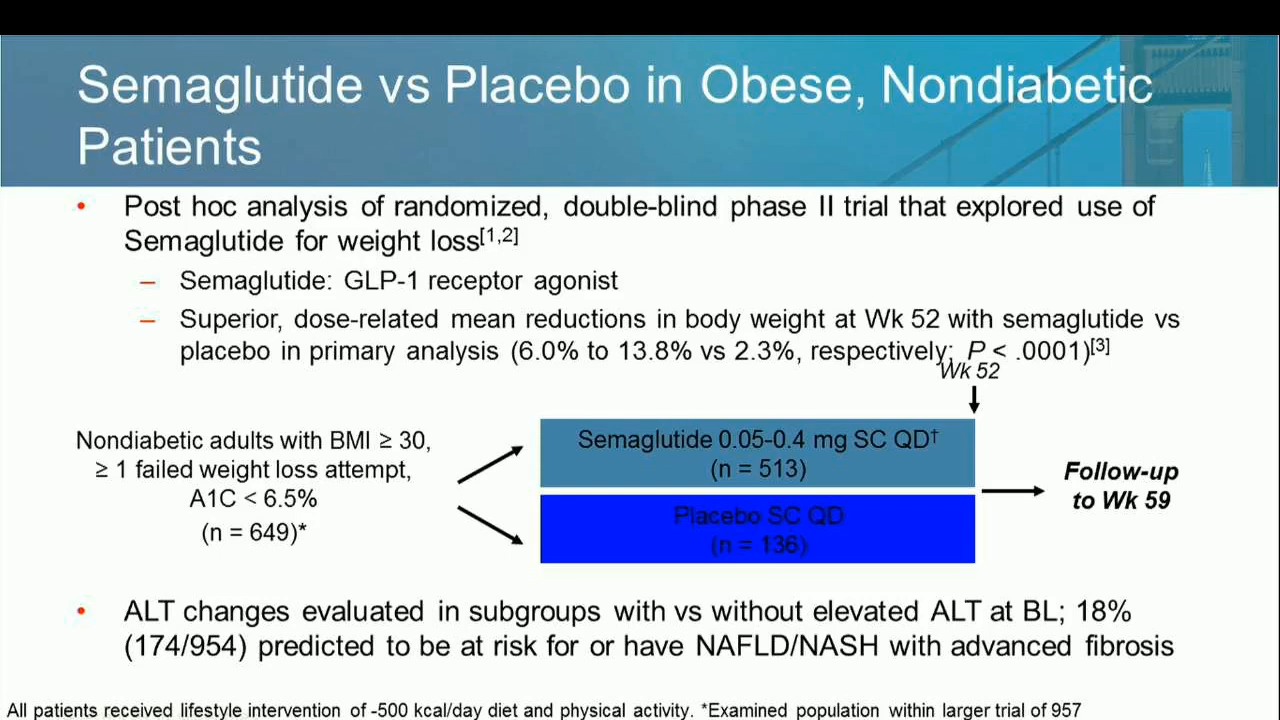 Semaglutide vs Placebo in Obese, Nondiabetic
Patients
• Post hoc analysis of randomized, double-blind phase II trial that explored use of
Semaglutide for weight loss[1,2]
– Semaglutide: GLP-1 receptor agonist
– Superior, dose-related mean reductions in body weight at Wk 52 with semaglutide vs
placebo in primary analysis (6.0% to 13.8% vs 2.3%, respectively; P < .0001)[3]
Wk 52
Nondiabetic adults with BMI ≥ 30,
≥ 1 failed weight loss attempt,
A1C < 6.5%
(n = 649)*
Semaglutide 0.05-0.4 mg SC QD†
(n = 513)
Placebo SC QD
(n = 136)
Follow-up
to Wk 59
• ALT changes evaluated in subgroups with vs without elevated ALT at BL; 18%
(174/954) predicted to be at risk for or have NAFLD/NASH with advanced fibrosis
All patients received lifestyle intervention of -500 kcal/day diet and physical activity. *Examined population within larger trial of 957